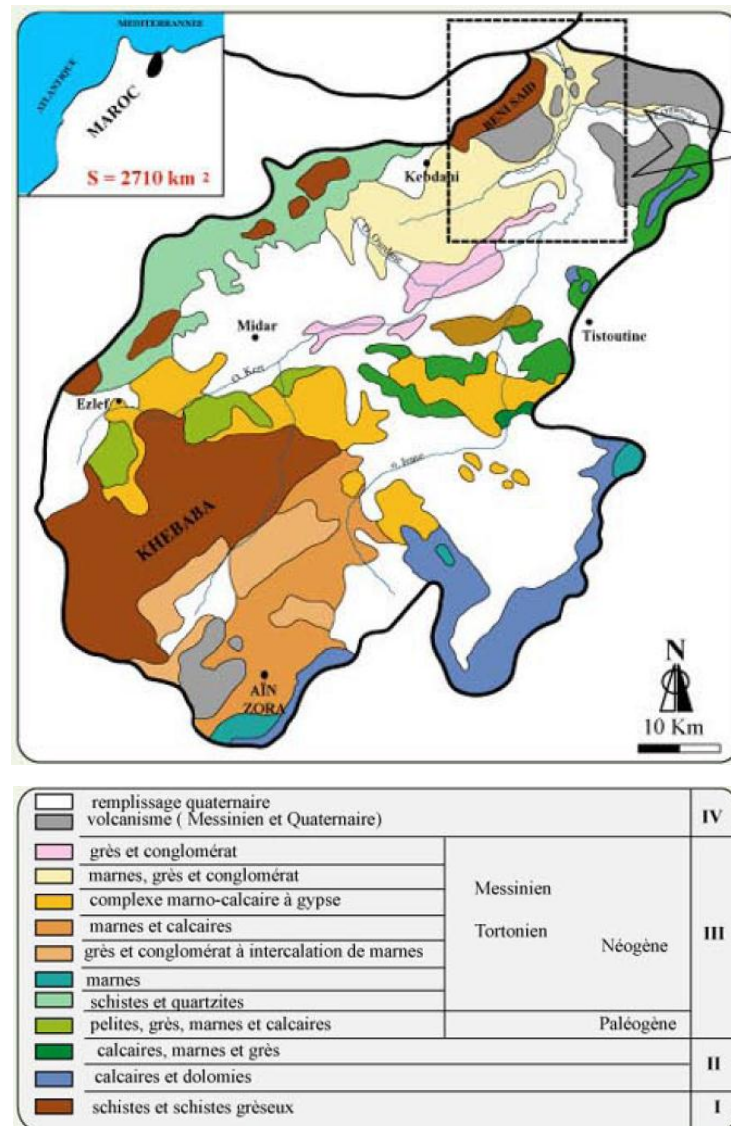 MEDITERRANNEE
ATLANTIQUE
MAROC
S = 2710 km 2
BENI SAID
Kebdani
Midar
Tistoutine
O. Kert
Ezlef
KHEBABA
AÏN
ZORA
N
10 Km
remplissage quaternaire
volcanisme ( Messinien et Quaternaire)
IV
grès et conglomérat
marnes, grès et conglomérat
Messinien
complexe marno-calcaire à gypse
marnes et calcaires
Tortonien
Néogène
III
grès et conglomérat à intercalation de marnes
marnes
schistes et quartzites
pelites, grès, marnes et calcaires
Paléogène
calcaires, marnes et grès
II
calcaires et dolomies
schistes et schistes grèseux
I